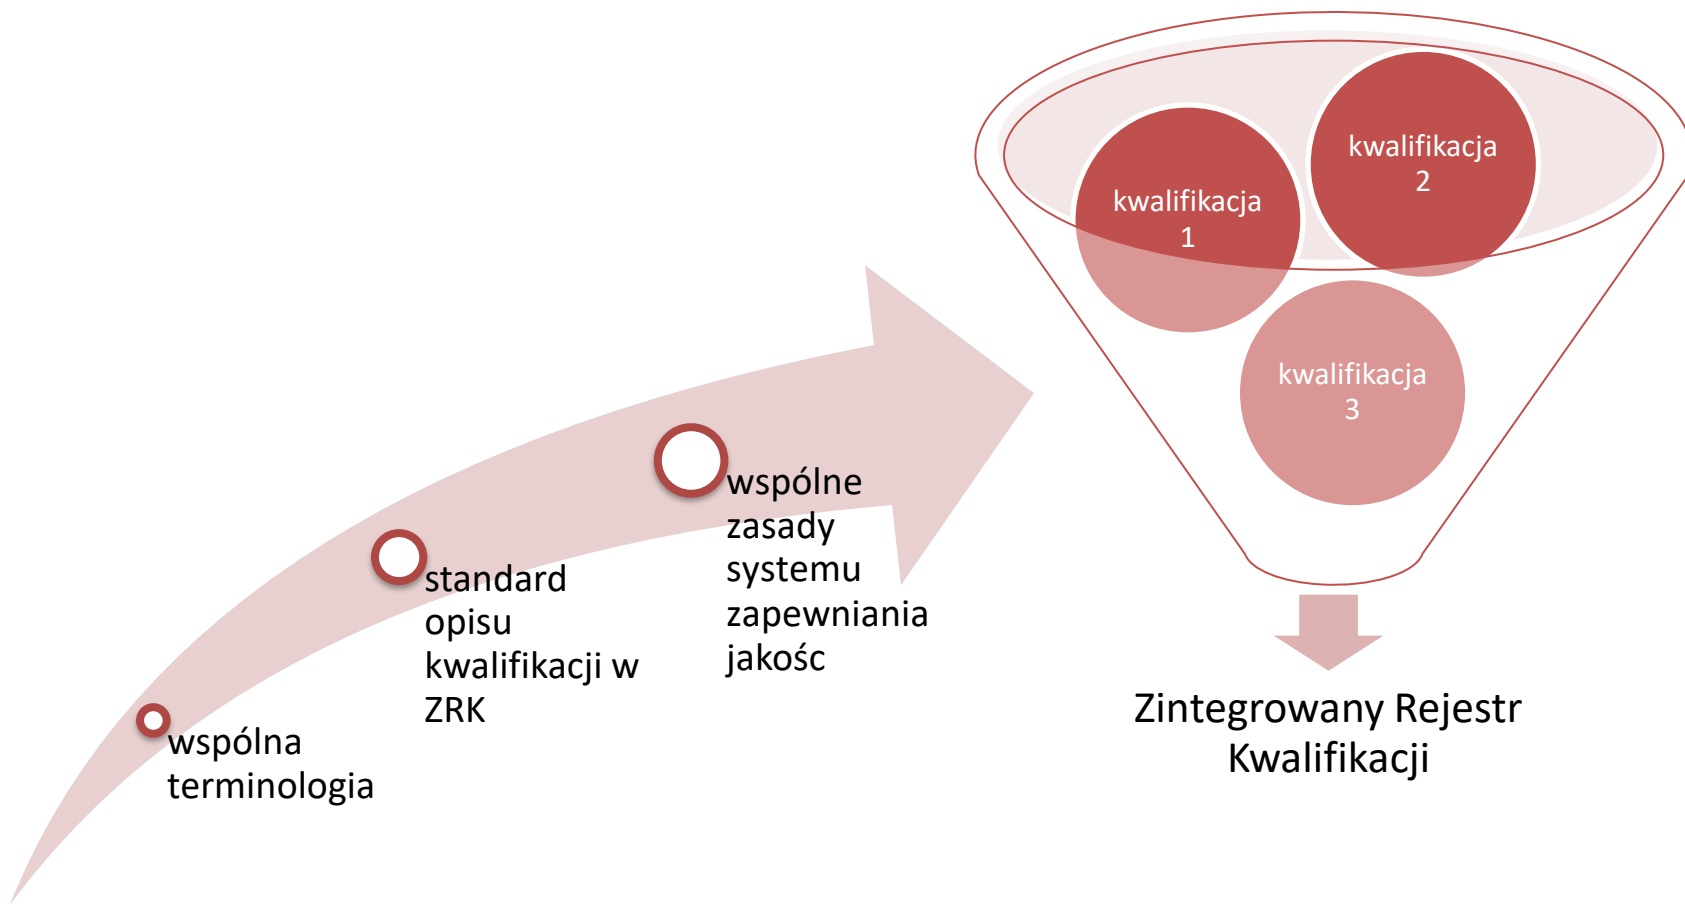 wspólna
terminologia
standard
opisu
kwalifikacji w
ZRK
wspólne
zasady
systemu
zapewniania
jakośc
kwalifikacja
1
kwalifikacja
2
kwalifikacja
3
Zintegrowany Rejestr
Kwalifikacji